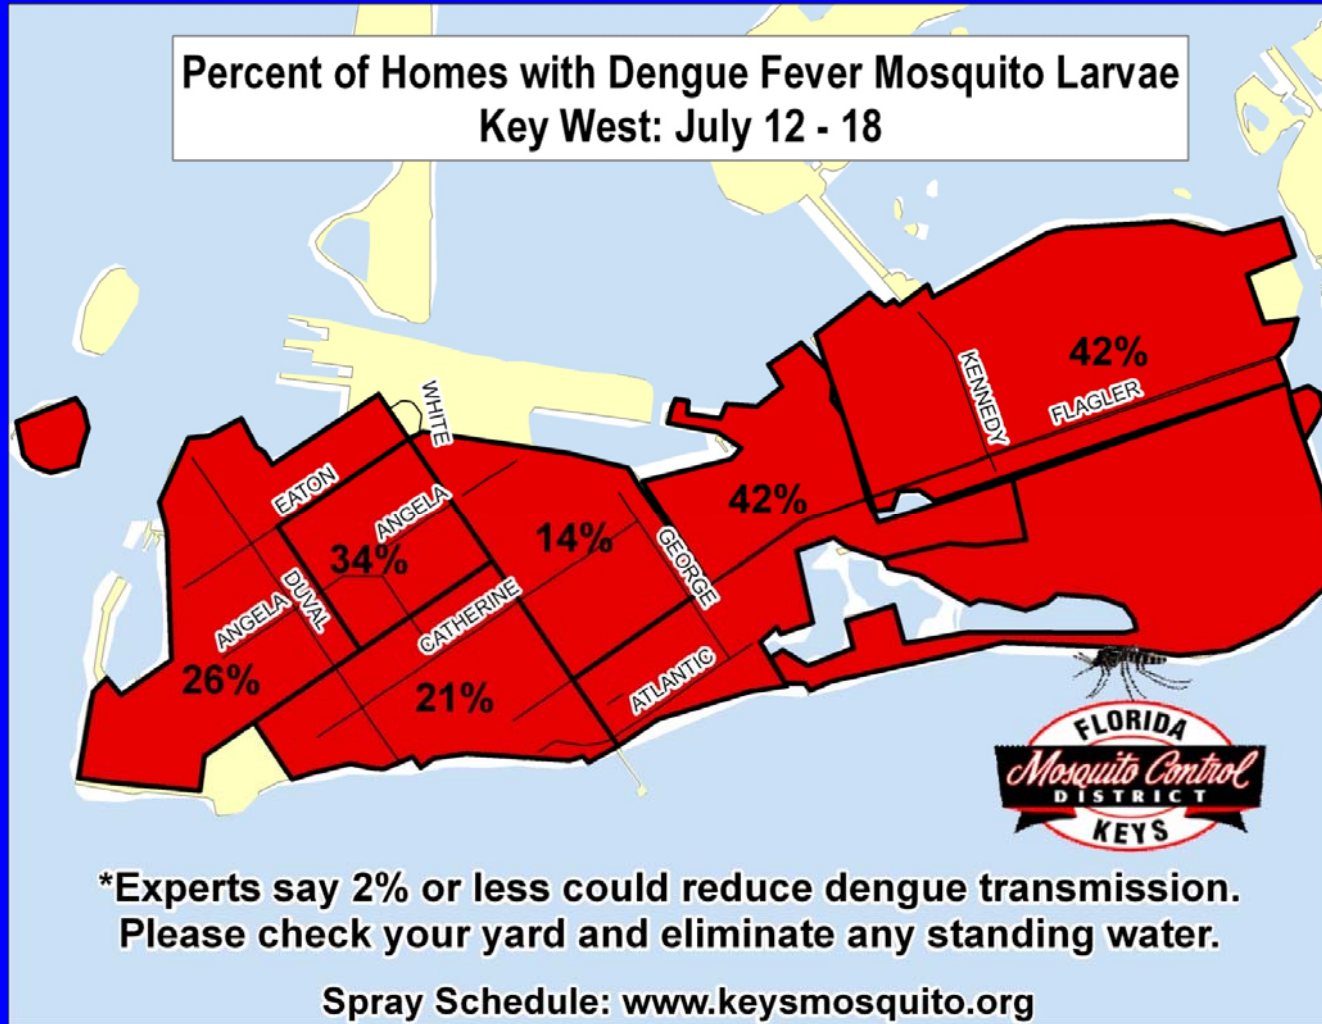 Percent of Homes with Dengue Fever Mosquito Larvae
Key West: July 12 - 18
42%
KENNEDY
FLAGLER
WHITE
EATON
ANGELA
34%
14%
42%
GEORGE
DUVAL
ANGELA
CATHERINE
26%
21%
ATLANTIC
FLORIDA
Mosquito Control
DISTRICT
KEYS
*Experts say 2% or less could reduce dengue transmission.
Please check your yard and eliminate any standing water.
Spray Schedule: www.keysmosquito.org